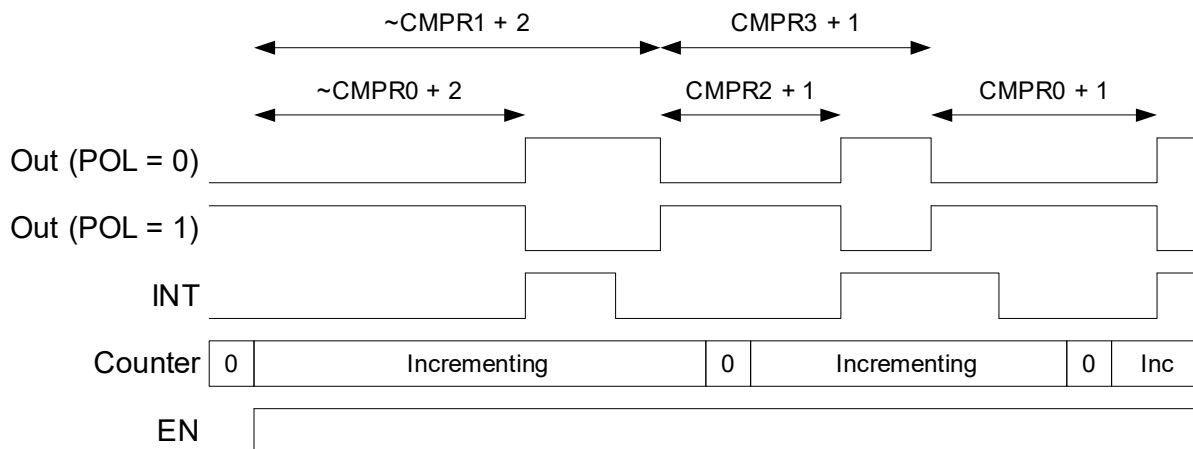 ~CMPR1 + 2 CMPR3 + 1
~CMPR0 + 2 CMPR2 + 1 CMPR0 + 1
Out (POL = 0)
Out (POL = 1)
INT
Counter 0 Incrementing 0 Incrementing 0 Inc
EN